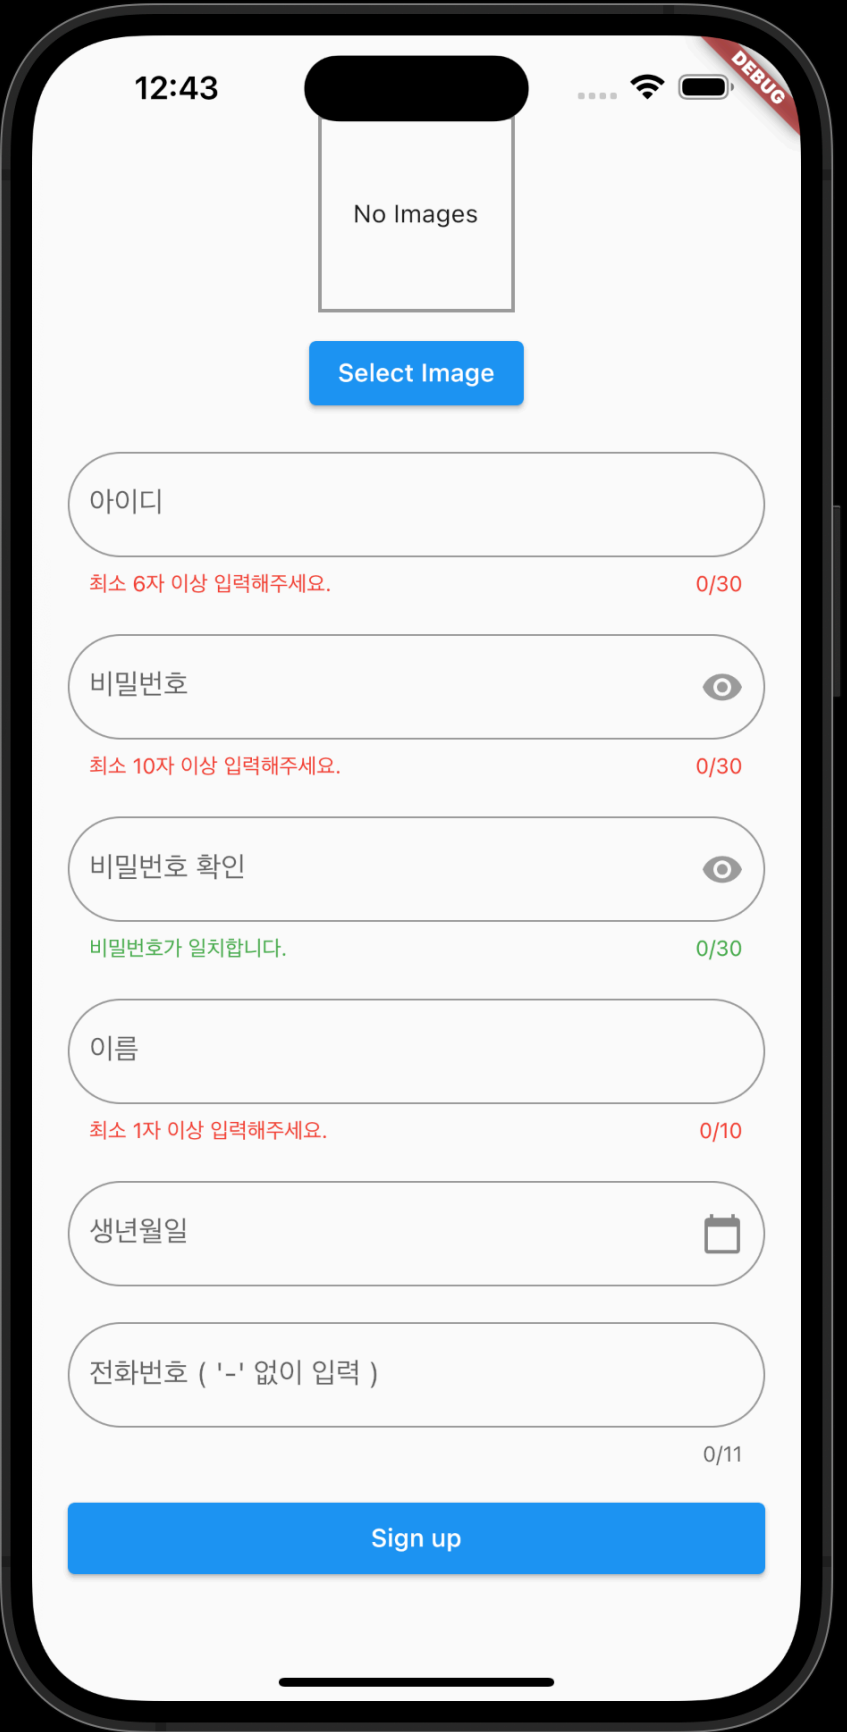 12:43
DEBUG
No Images
Select Image
아이디
최소 6자 이상 입력해주세요. 0/30
비밀번호
최소 10자 이상 입력해주세요. 0/30
비밀번호 확인
비밀번호가 일치합니다. 0/30
이름
최소 1자 이상 입력해주세요. 0/10
생년월일
전화번호 ( '-' 없이 입력 )
0/11
Sign up